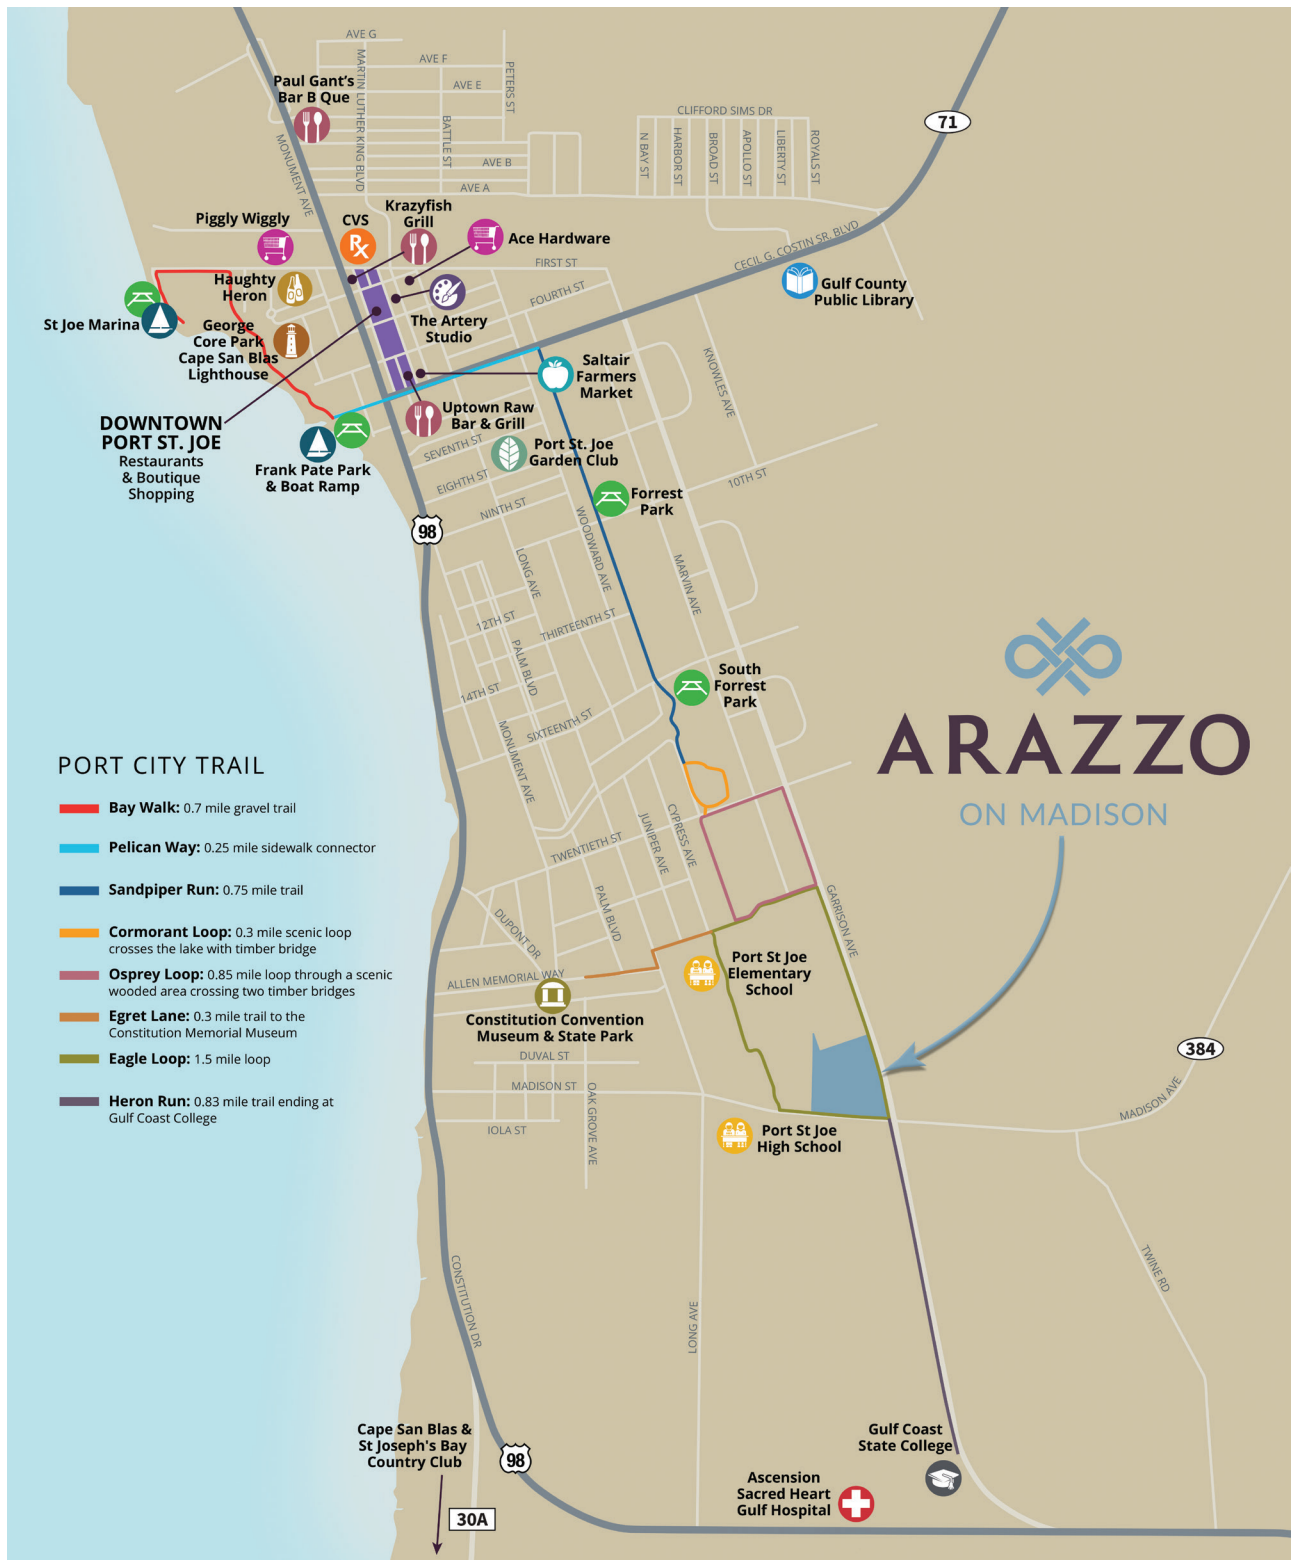 AVE G
AVE F
AVE E
MARTIN LUTHER KING BLVD
PETERS ST
BATTLE ST
AVE B
AVE A
MONUMENT AVE
Paul Gant's
Bar B Que
CLIFFORD SIMS DR
N BAY ST
HARBOR ST
BROAD ST
APOLLO ST
LIBERTY ST
ROYALS ST
71
Piggly Wiggly
CVS
Rx
Krazyfish
Grill
Ace Hardware
FIRST ST
CECIL G. COSTIN SR. BLVD
Haughty
Heron
FOURTH ST
Gulf County
Public Library
St Joe Marina
George
Core Park
Cape San Blas
Lighthouse
The Artery
Studio
Saltair
Farmers
Market
KNOWLES AVE
DOWNTOWN
PORT ST. JOE
Restaurants
& Boutique
Shopping
Uptown Raw
Bar & Grill
SEVENTH ST
Port St. Joe
Garden Club
Frank Pate Park
& Boat Ramp
EIGHTH ST
10TH ST
Forrest
Park
NINTH ST
98
WOODWARD AVE
LONG AVE
MARVIN AVE
12TH ST
THIRTEENTH ST
PALM BLVD
14TH ST
South
Forrest
Park
SIXTEENTH ST
MONUMENT AVE
ARAZZO
ON MADISON
PORT CITY TRAIL
Bay Walk: 0.7 mile gravel trail
Pelican Way: 0.25 mile sidewalk connector
Sandpiper Run: 0.75 mile trail
Cormorant Loop: 0.3 mile scenic loop
crosses the lake with timber bridge
Osprey Loop: 0.85 mile loop through a scenic
wooded area crossing two timber bridges
Egret Lane: 0.3 mile trail to the
Constitution Memorial Museum
Eagle Loop: 1.5 mile loop
Heron Run: 0.83 mile trail ending at
Gulf Coast College
JUNIPER AVE
CYPRESS AVE
TWENTIETH ST
PALM BLVD
DUPONT DR
GARRISON AVE
ALLEN MEMORIAL WAY
Port St Joe
Elementary
School
Constitution Convention
Museum & State Park
DUVAL ST
MADISON ST
IOLA ST
OAK GROVE AVE
384
MADISON AVE
Port St Joe
High School
TWINE RD
CONSTITUTION DR
LONG AVE
Cape San Blas &
St Joseph's Bay
Country Club
98
30A
Gulf Coast
State College
Ascension
Sacred Heart
Gulf Hospital